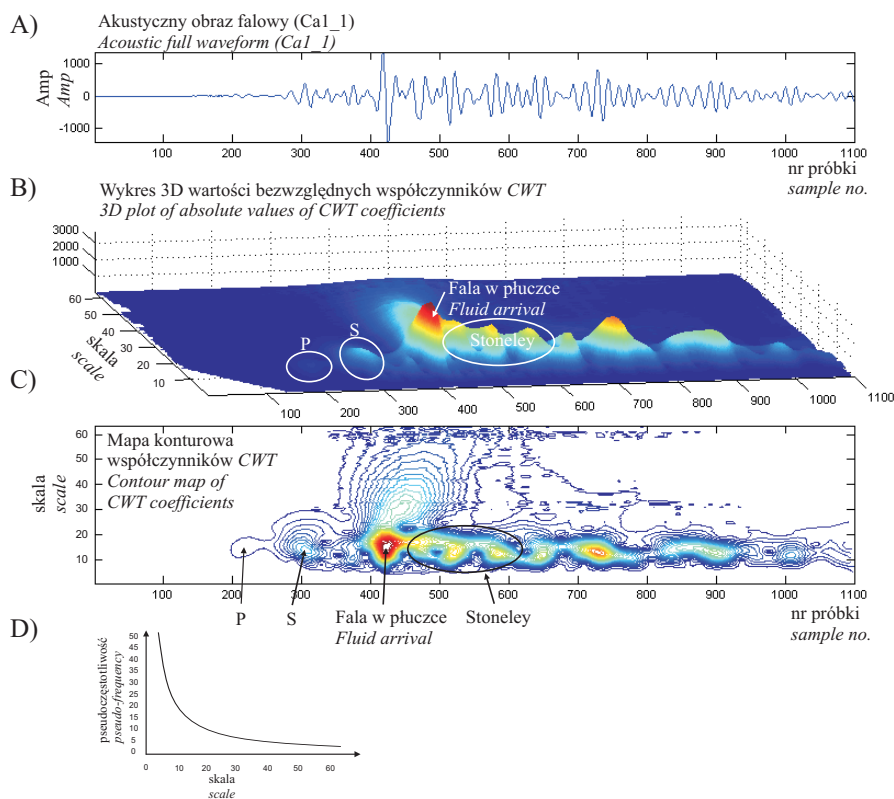 A)
Akustyczny obraz falowy (Ca1_1)
Acoustic full waveform (Ca1_1)
Amp
Amp
1000
0
-1000
100 200 300 400 500 600 700 800 900 1000 1100
nr próbki
sample no.
B)
Wykres 3D wartości bezwzględnych współczynników CWT
3D plot of absolute values of CWT coefficients
3000
2000
1000
60
50
40
30
20
10
skala
scale
P
S
Fala w płuczce
Fluid arrival
Stoneley
100 200 300 400 500 600 700 800 900 1000 1100
C)
Mapa konturowa
współczynników CWT
Contour map of
CWT coefficients
skala
scale
60
50
40
30
20
10
100 200 300 400 500 600 700 800 900 1000 1100
P
S
Fala w płuczce
Fluid arrival
Stoneley
nr próbki
sample no.
D)
pseudoczęstotliwość
pseudo-frequency
50
45
40
35
30
25
20
15
10
5
0
0 10 20 30 40 50 60
skala
scale